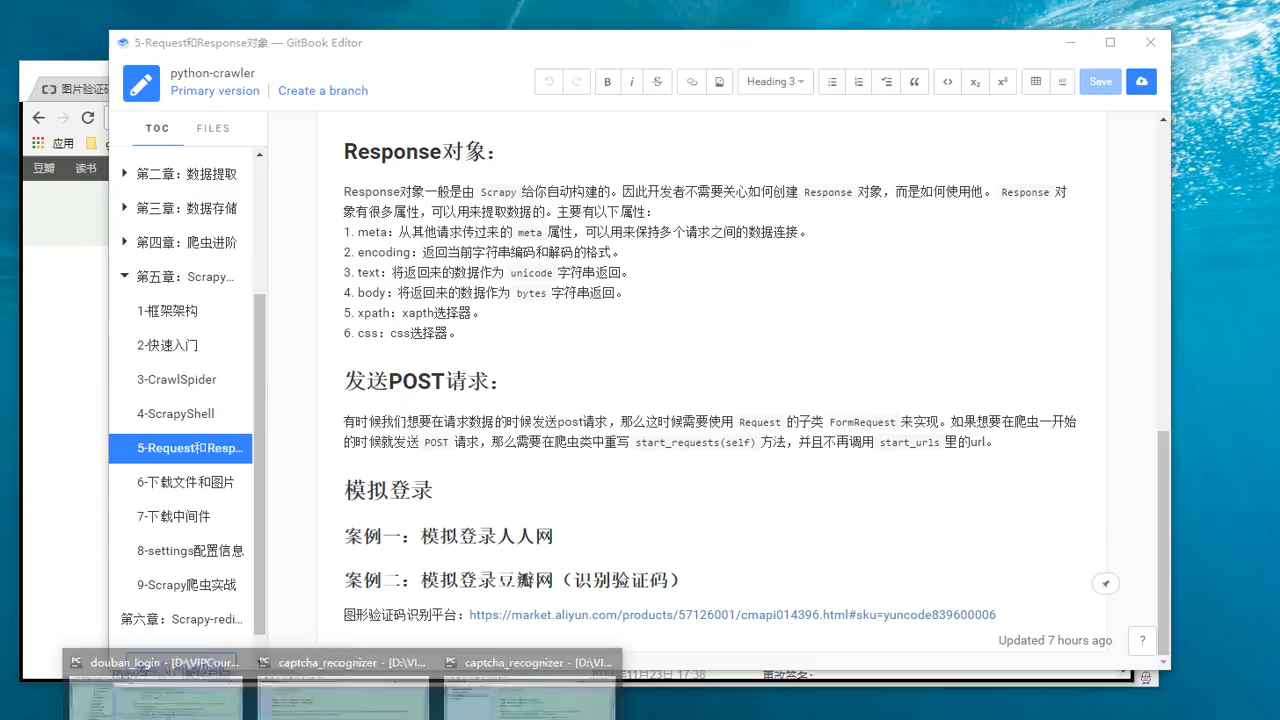 5-Request和Response对象 — GitBook Editor
python-crawler
Primary version
Create a branch
B
i
S
Heading 3
Save
图片验证码
应用
豆瓣
读书
TOC
FILES
第二章：数据提取
第三章：数据存储
第四章：爬虫进阶
第五章：Scrapy...
1-框架架构
2-快速入门
3-CrawlSpider
4-ScrapyShell
5-Request和Resp...
6-下载文件和图片
7-下载中间件
8-settings配置信息
9-Scrapy爬虫实战
第六章：Scrapy-redi...
Response对象：
Response对象一般是由 Scrapy 给你自动构建的。因此开发者不需要关心如何创建 Response 对象，而是如何使用他。 Response 对
象有很多属性，可以用来提取数据的。主要有以下属性：
1. meta：从其他请求传过来的 meta 属性，可以用来保持多个请求之间的数据连接。
2. encoding：返回当前字符串编码和解码的格式。
3. text：将返回来的数据作为 unicode 字符串返回。
4. body：将返回来的数据作为 bytes 字符串返回。
5. xpath：xapth选择器。
6. css：css选择器。
发送POST请求：
有时候我们想要在请求数据的时候发送post请求，那么这时候需要使用 Request 的子类 FormRequest 来实现。如果想要在爬虫一开始
的时候就发送 POST 请求，那么需要在爬虫类中重写 start_requests(self) 方法，并且不再调用 start_urls 里的url。
模拟登录
案例一：模拟登录人人网
案例二：模拟登录豆瓣网（识别验证码）
图形验证码识别平台：https://market.aliyun.com/products/57126001/cmapi014396.html#sku=yuncode839600006
Updated 7 hours ago
?
douban_login - [D:\VIPCour...
captcha_recognizer - [D:\VI...
captcha_recognizer - [D:\VI...